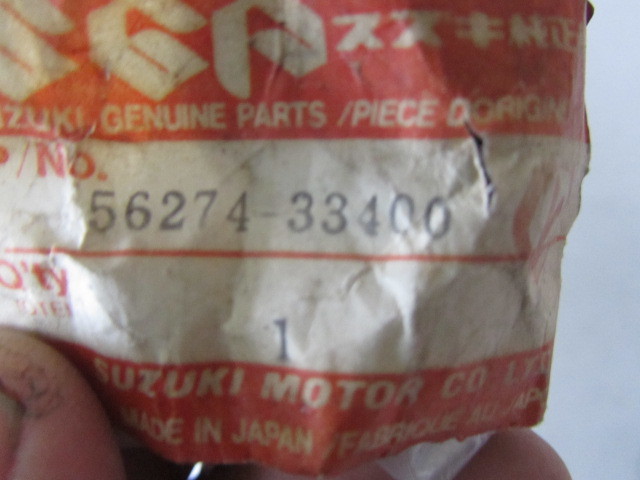 スズキ純正
SUZUKI GENUINE PARTS /PIECE D'ORIGIN
P/No.
56274-33400
Q'ty
1
SUZUKI MOTOR CO. LTD
MADE IN JAPAN /FABRIQUE AU JAPON